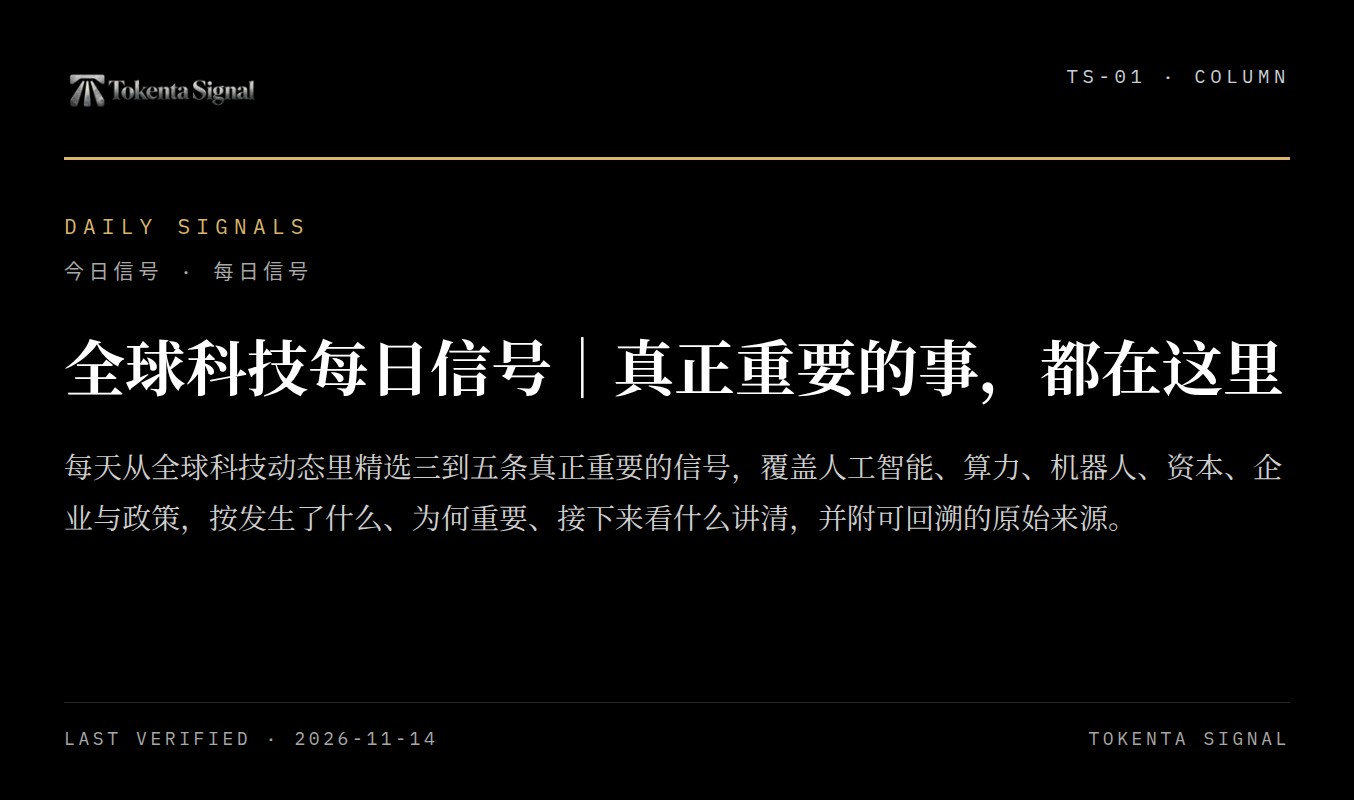 Tokenta Signal
TS-01 · COLUMN
DAILY SIGNALS
今日信号 · 每日信号
全球科技每日信号｜真正重要的事，都在这里
每天从全球科技动态里精选三到五条真正重要的信号，覆盖人工智能、算力、机器人、资本、企
业与政策，按发生了什么、为何重要、接下来看什么讲清，并附可回溯的原始来源。
LAST VERIFIED · 2026-11-14
TOKENTA SIGNAL